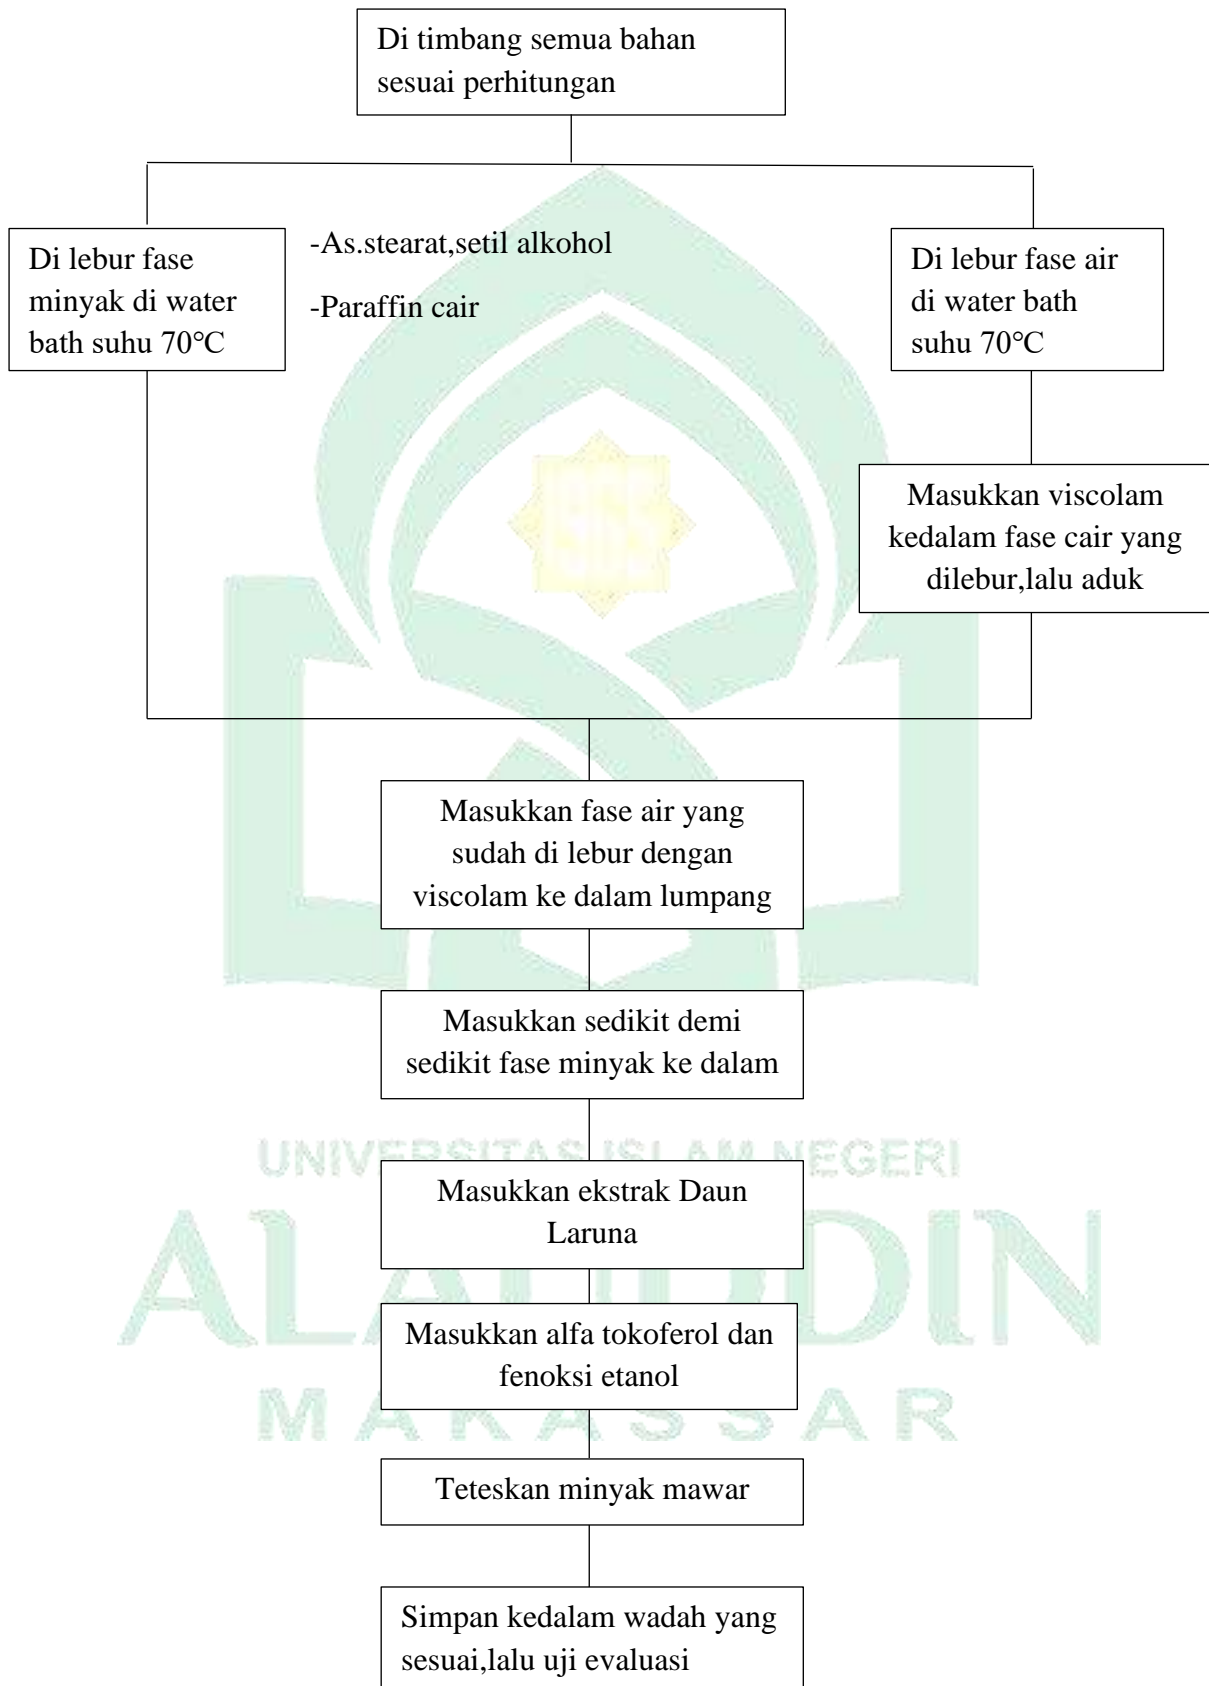 Di timbang semua bahan
sesuai perhitungan
Di lebur fase
minyak di water
bath suhu 70°C
-As.stearat,setil alkohol
-Paraffin cair
Di lebur fase air
di water bath
suhu 70°C
Masukkan viscolam
kedalam fase cair yang
dilebur,lalu aduk
Masukkan fase air yang
sudah di lebur dengan
viscolam ke dalam lumpang
Masukkan sedikit demi
sedikit fase minyak ke dalam
UNIVERSITAS ISLAM NEGERI
Masukkan ekstrak Daun
Laruna
ALAUDDIN
Masukkan alfa tokoferol dan
fenoksi etanol
MAKASSAR
Teteskan minyak mawar
Simpan kedalam wadah yang
sesuai,lalu uji evaluasi